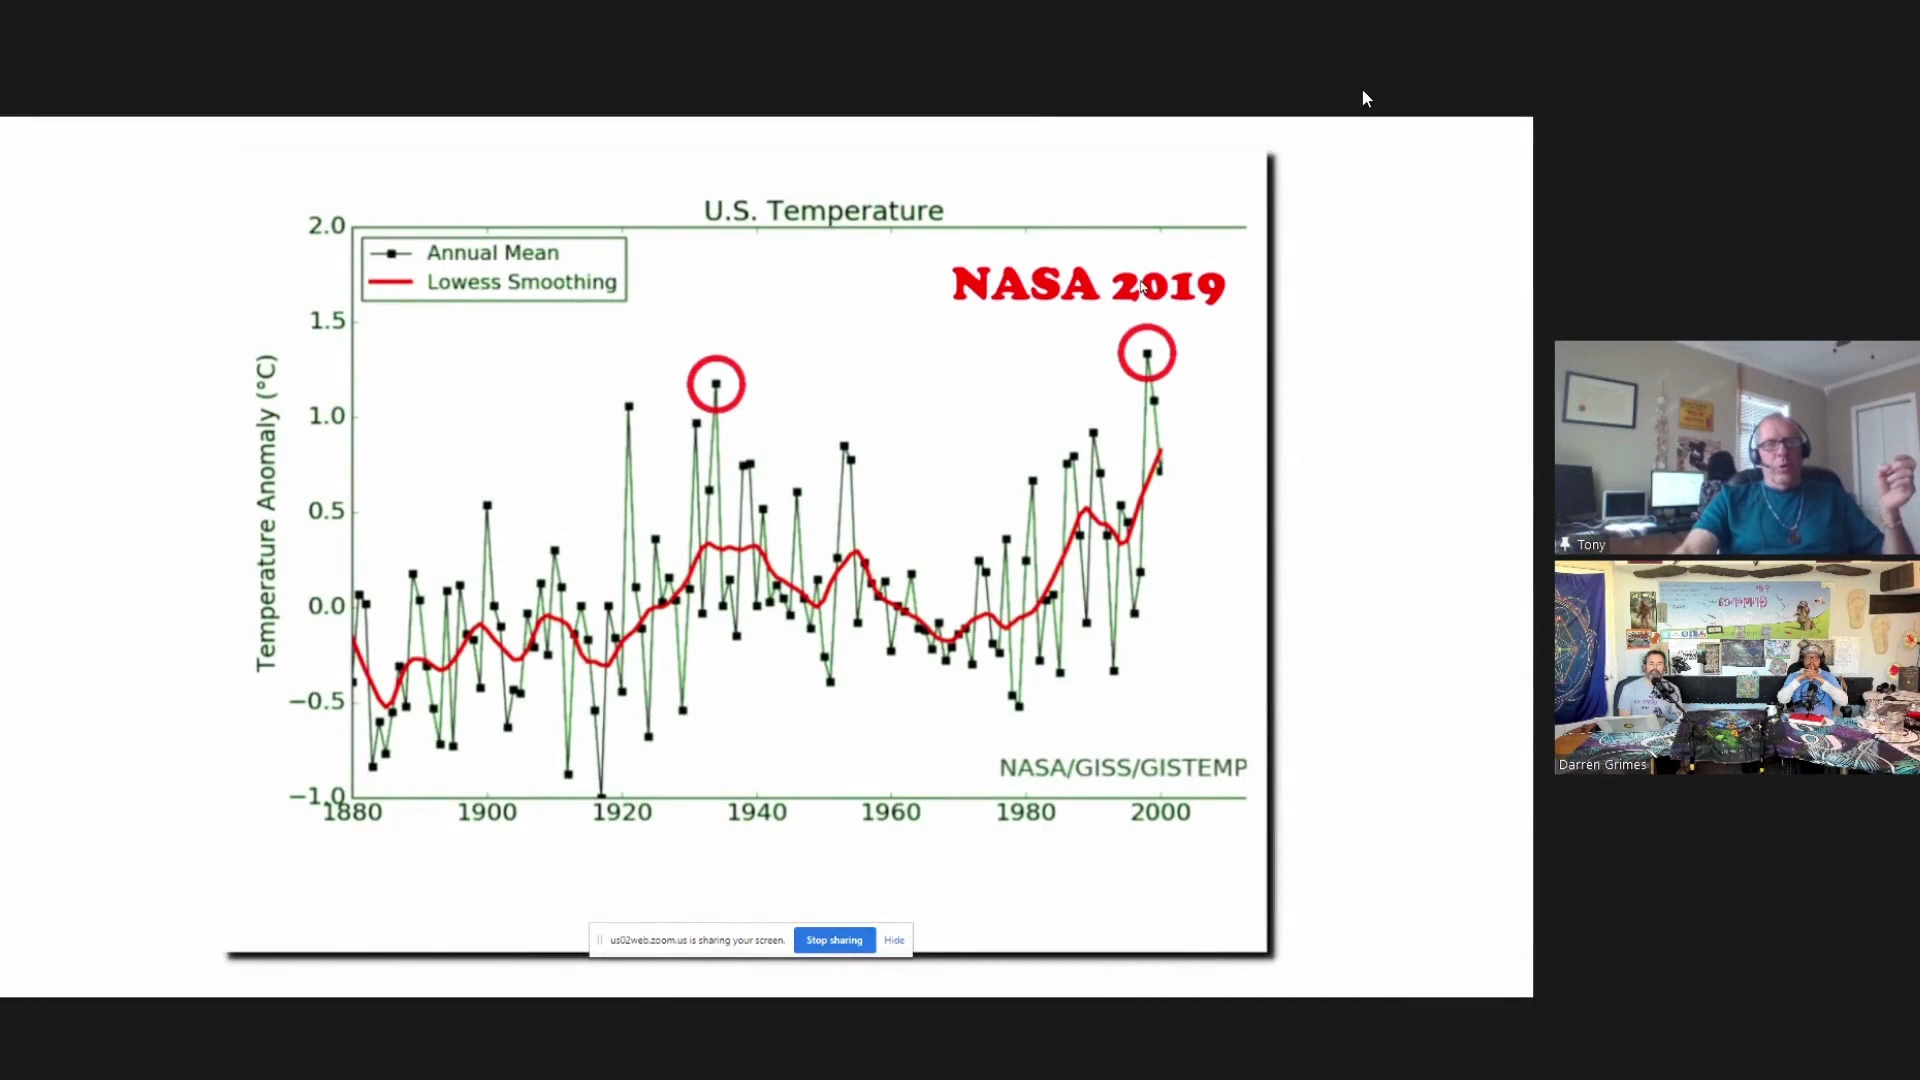 U.S. Temperature
2.0
Annual Mean
Lowess Smoothing
NASA 2019
1.5
1.0
0.5
0.0
−0.5
−1.0
Temperature Anomaly (°C)
NASA/GISS/GISTEMP
1880 1900 1920 1940 1960 1980 2000
us02web.zoom.us is sharing your screen. Stop sharing Hide
Tony
Darren Grimes